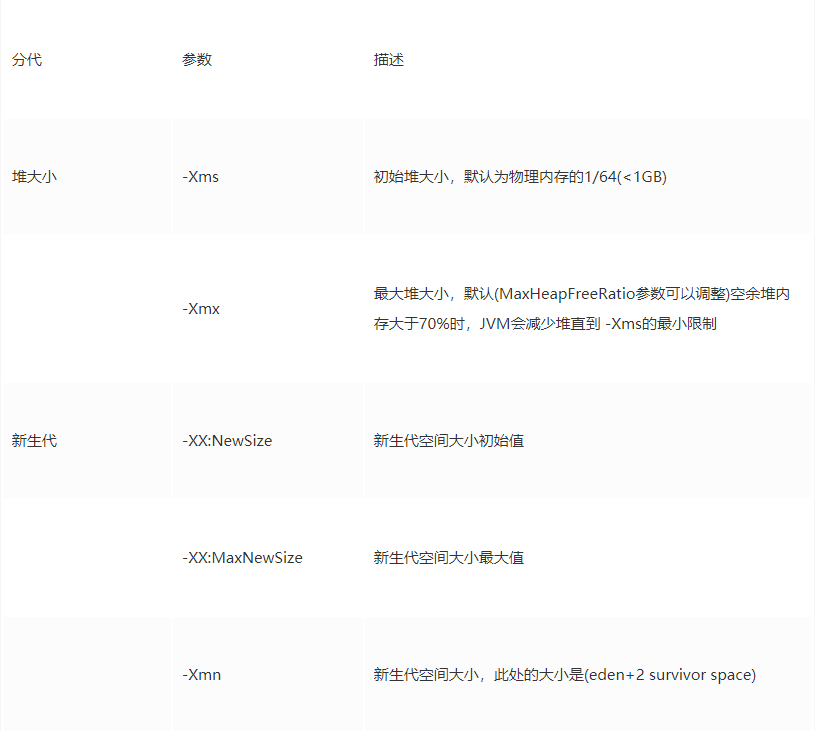 分代 参数 描述
堆大小 -Xms 初始堆大小，默认为物理内存的1/64(<1GB)
-Xmx 最大堆大小，默认(MaxHeapFreeRatio参数可以调整)空余堆内
存大于70%时，JVM会减少堆直到 -Xms的最小限制
新生代 -XX:NewSize 新生代空间大小初始值
-XX:MaxNewSize 新生代空间大小最大值
-Xmn 新生代空间大小，此处的大小是(eden+2 survivor space)